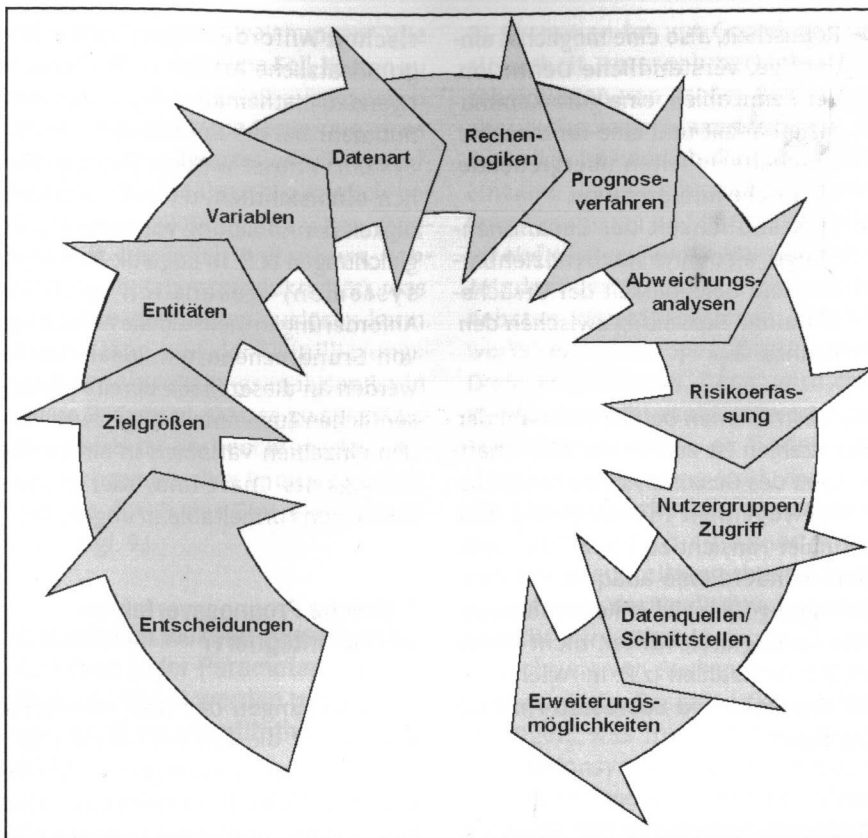 Entscheidungen
Zielgrößen
Entitäten
Variablen
Datenart
Rechen-
logiken
Prognose-
verfahren
Abweichungs-
analysen
Risikoerfas-
sung
Nutzergruppen/
Zugriff
Datenquellen/
Schnittstellen
Erweiterungs-
möglichkeiten